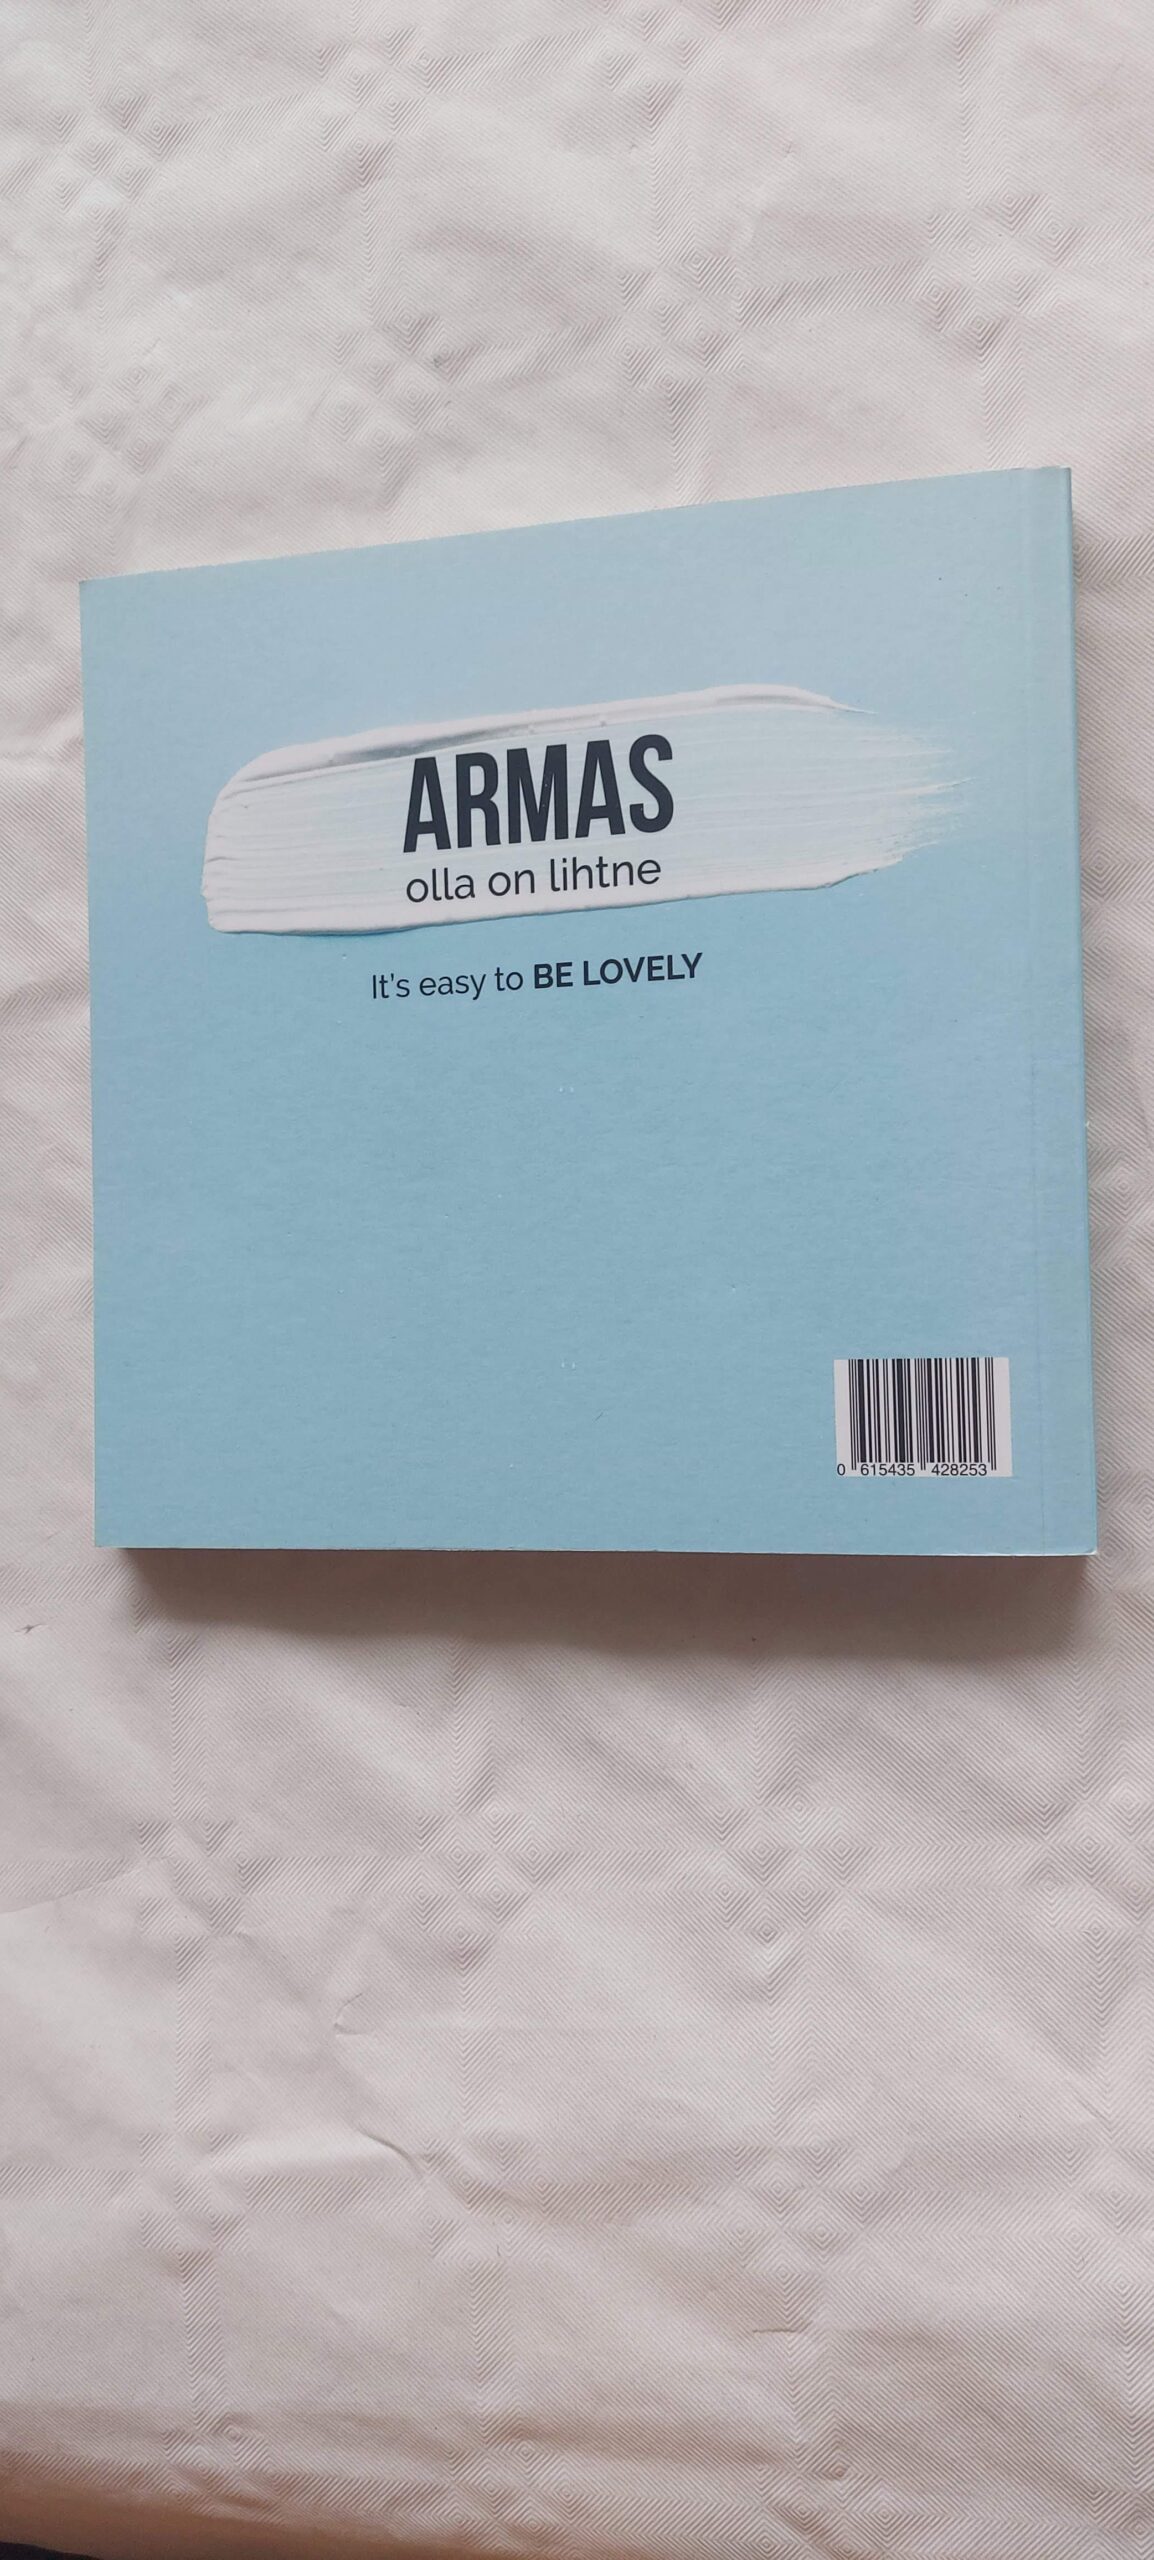 ARMAS
olla on lihtne
It's easy to BE LOVELY
0 615435 428253